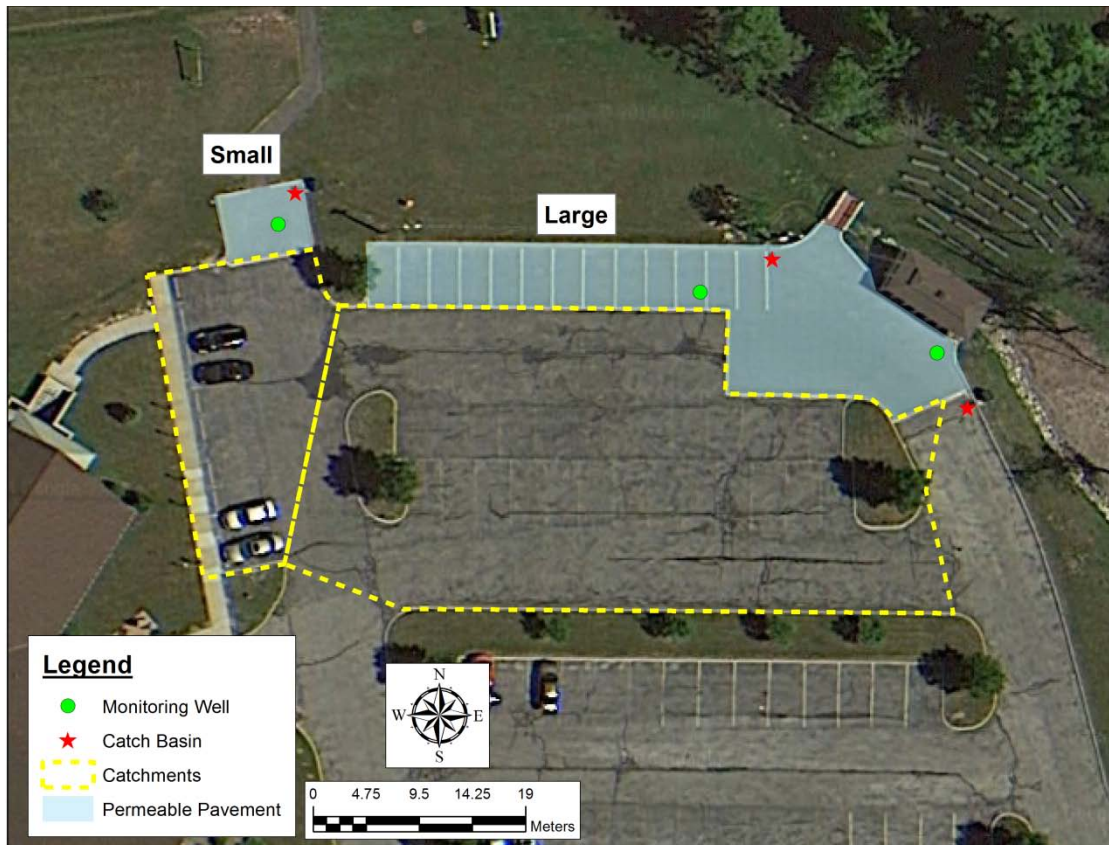 Small
Large
Legend
Monitoring Well
Catch Basin
Catchments
Permeable Pavement
N
W E
S
0 4.75 9.5 14.25 19
Meters